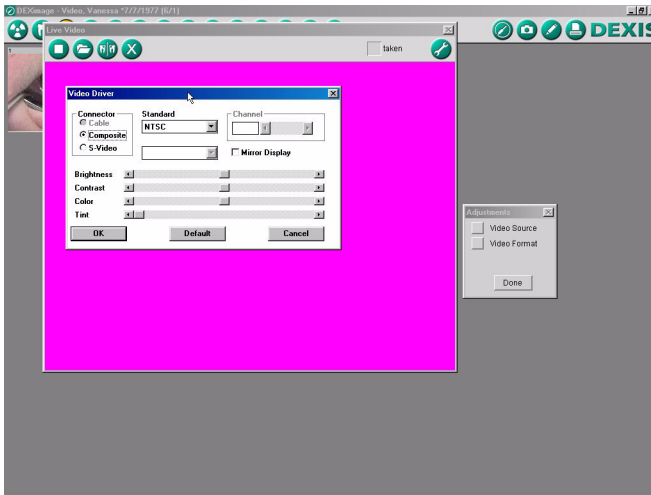 DEXimage - Video, Vanessa *7/7/1977 [6/1]
DEXIS
Live Video
1
taken
Video Driver
Connector
Cable
Composite
S-Video
Standard
NTSC
Channel
Mirror Display
Brightness
Contrast
Color
Tint
OK
Default
Cancel
Adjustments
Video Source
Video Format
Done